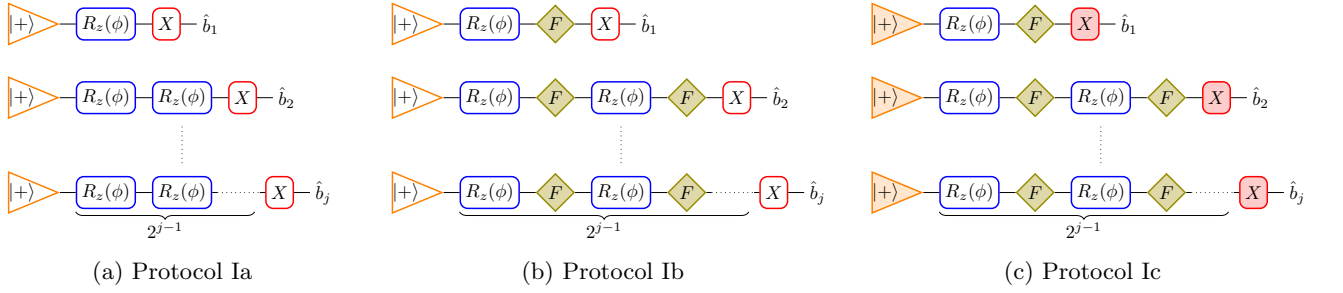 |+⟩ R_z(ϕ) X b̂_1
|+⟩ R_z(ϕ) R_z(ϕ) X b̂_2
|+⟩ R_z(ϕ) R_z(ϕ) X b̂_j
2^{j−1}
(a) Protocol Ia
|+⟩ R_z(ϕ) F X b̂_1
|+⟩ R_z(ϕ) F R_z(ϕ) F X b̂_2
|+⟩ R_z(ϕ) F R_z(ϕ) F X b̂_j
2^{j−1}
(b) Protocol Ib
|+⟩ R_z(ϕ) F X b̂_1
|+⟩ R_z(ϕ) F R_z(ϕ) F X b̂_2
|+⟩ R_z(ϕ) F R_z(ϕ) F X b̂_j
2^{j−1}
(c) Protocol Ic